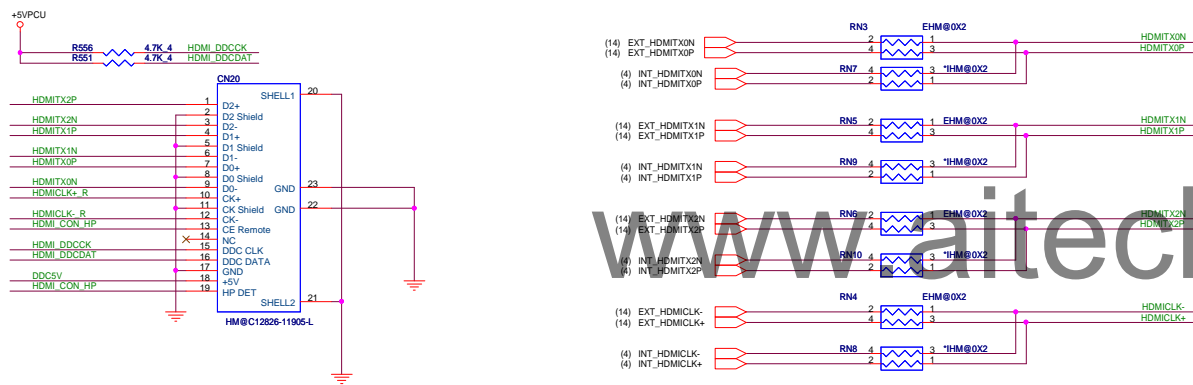 +5VPCU
R556 4.7K_4 HDMI_DDCCK
R551 4.7K_4 HDMI_DDCDAT
CN20
SHELL1 20
HDMITX2P 1 D2+
2 D2 Shield
HDMITX2N 3 D2-
HDMITX1P 4 D1+
5 D1 Shield
HDMITX1N 6 D1-
HDMITX0P 7 D0+
8 D0 Shield
HDMITX0N 9 D0- GND 23
HDMICLK+_R 10 CK+
11 CK Shield GND 22
HDMICLK-_R 12 CK-
HDMI_CON_HP 13 CE Remote
14 NC
HDMI_DDCCK 15 DDC CLK
HDMI_DDCDAT 16 DDC DATA
17 GND
DDC5V 18 +5V
HDMI_CON_HP 19 HP DET
SHELL2 21
HM@C12826-11905-L
RN3 EHM@0X2
(14) EXT_HDMITX0N 2 1 HDMITX0N
(14) EXT_HDMITX0P 4 3 HDMITX0P
RN7 *IHM@0X2
(4) INT_HDMITX0N 4 3
(4) INT_HDMITX0P 2 1
RN5 EHM@0X2
(14) EXT_HDMITX1N 2 1 HDMITX1N
(14) EXT_HDMITX1P 4 3 HDMITX1P
RN9 *IHM@0X2
(4) INT_HDMITX1N 4 3
(4) INT_HDMITX1P 2 1
RN6 EHM@0X2
(14) EXT_HDMITX2N 2 1 HDMITX2N
(14) EXT_HDMITX2P 4 3 HDMITX2P
www.aitech
RN10 *IHM@0X2
(4) INT_HDMITX2N 4 3
(4) INT_HDMITX2P 2 1
RN4 EHM@0X2
(14) EXT_HDMICLK- 2 1 HDMICLK-
(14) EXT_HDMICLK+ 4 3 HDMICLK+
RN8 *IHM@0X2
(4) INT_HDMICLK- 4 3
(4) INT_HDMICLK+ 2 1